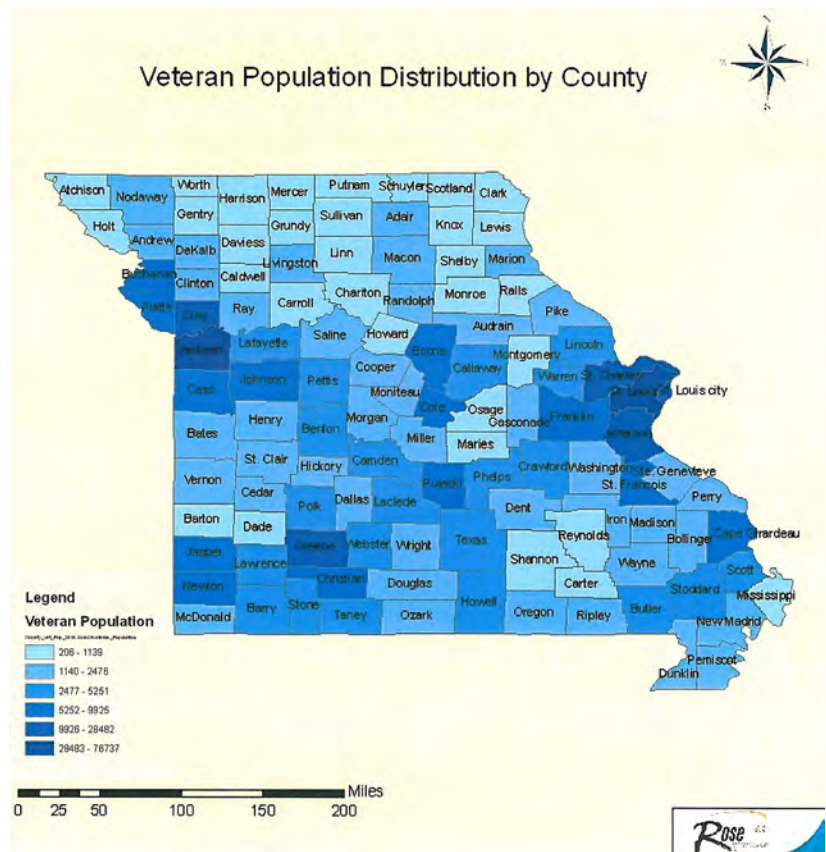 Veteran Population Distribution by County
Atchison
Nodaway
Worth
Harrison
Mercer
Putnam
Schuyler
Scotland
Clark
Gentry
Holt
Andrew
DeKalb
Daviess
Grundy
Sullivan
Adair
Knox
Lewis
Linn
Macon
Shelby
Marion
Livingston
Buchanan
Clinton
Caldwell
Platte
Clay
Ray
Carroll
Chariton
Randolph
Monroe
Ralls
Pike
Audrain
Saline
Howard
Jackson
Lafayette
Boone
Callaway
Montgomery
Lincoln
Warren
St. Charles
St. Louis
St. Louis city
Cass
Johnson
Pettis
Cooper
Moniteau
Cole
Osage
Gasconade
Franklin
Jefferson
Bates
Henry
Benton
Morgan
Miller
Maries
St. Clair
Hickory
Camden
Pulaski
Phelps
Crawford
Washington
Ste. Genevieve
St. Francois
Perry
Vernon
Cedar
Polk
Dallas
Laclede
Dent
Iron
Madison
Bollinger
Cape Girardeau
Barton
Dade
Greene
Webster
Wright
Texas
Shannon
Reynolds
Wayne
Jasper
Lawrence
Christian
Douglas
Carter
Scott
Stoddard
Mississippi
Newton
Barry
Stone
Taney
Ozark
Howell
Oregon
Ripley
Butler
New Madrid
McDonald
Dunklin
Pemiscot
Legend
Veteran Population
206 - 1139
1140 - 2476
2477 - 5251
5252 - 9925
9926 - 28482
28483 - 76737
Miles
0 25 50 100 150 200
Rose